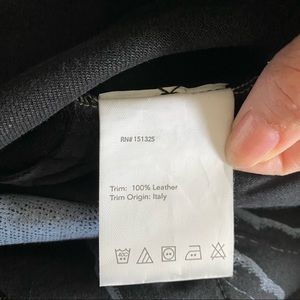 RN# 151325
Trim: 100% Leather
Trim Origin: Italy